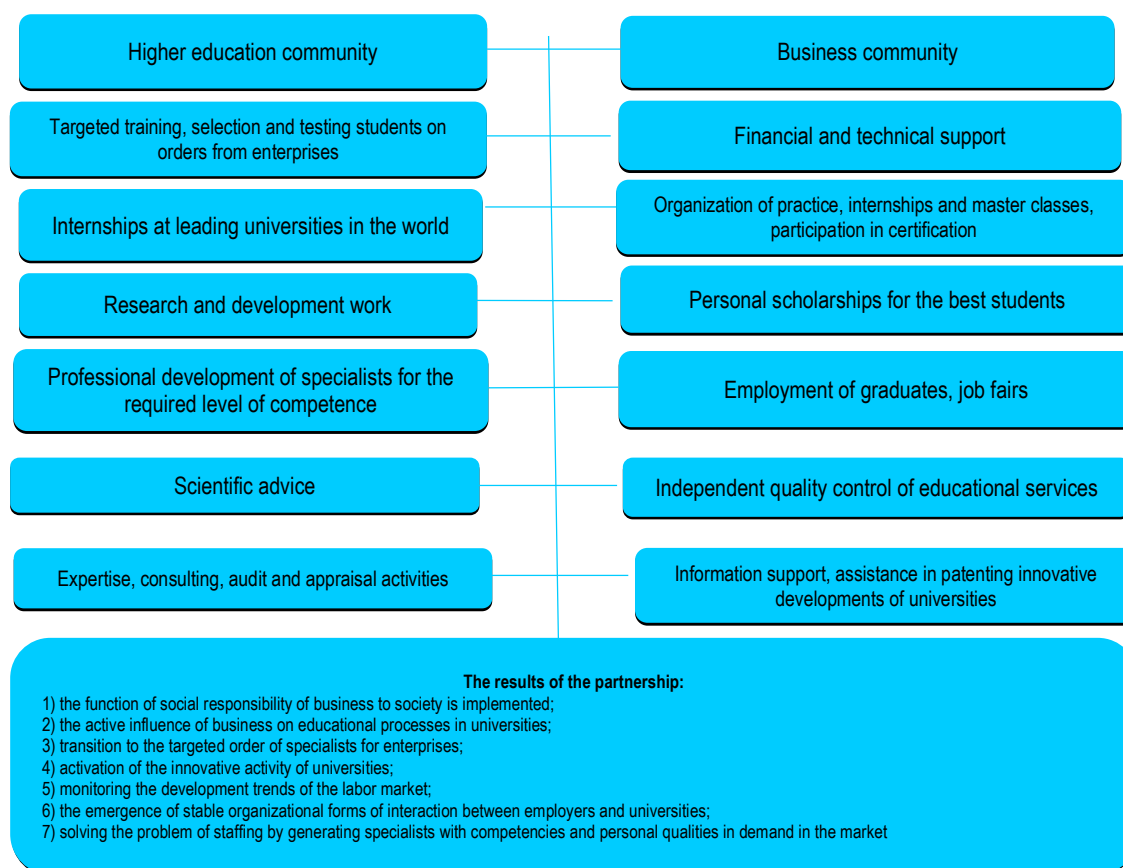 Higher education community
Business community
Targeted training, selection and testing students on
orders from enterprises
Financial and technical support
Internships at leading universities in the world
Organization of practice, internships and master classes,
participation in certification
Research and development work
Personal scholarships for the best students
Professional development of specialists for the
required level of competence
Employment of graduates, job fairs
Scientific advice
Independent quality control of educational services
Expertise, consulting, audit and appraisal activities
Information support, assistance in patenting innovative
developments of universities
The results of the partnership:
1) the function of social responsibility of business to society is implemented;
2) the active influence of business on educational processes in universities;
3) transition to the targeted order of specialists for enterprises;
4) activation of the innovative activity of universities;
5) monitoring the development trends of the labor market;
6) the emergence of stable organizational forms of interaction between employers and universities;
7) solving the problem of staffing by generating specialists with competencies and personal qualities in demand in the market